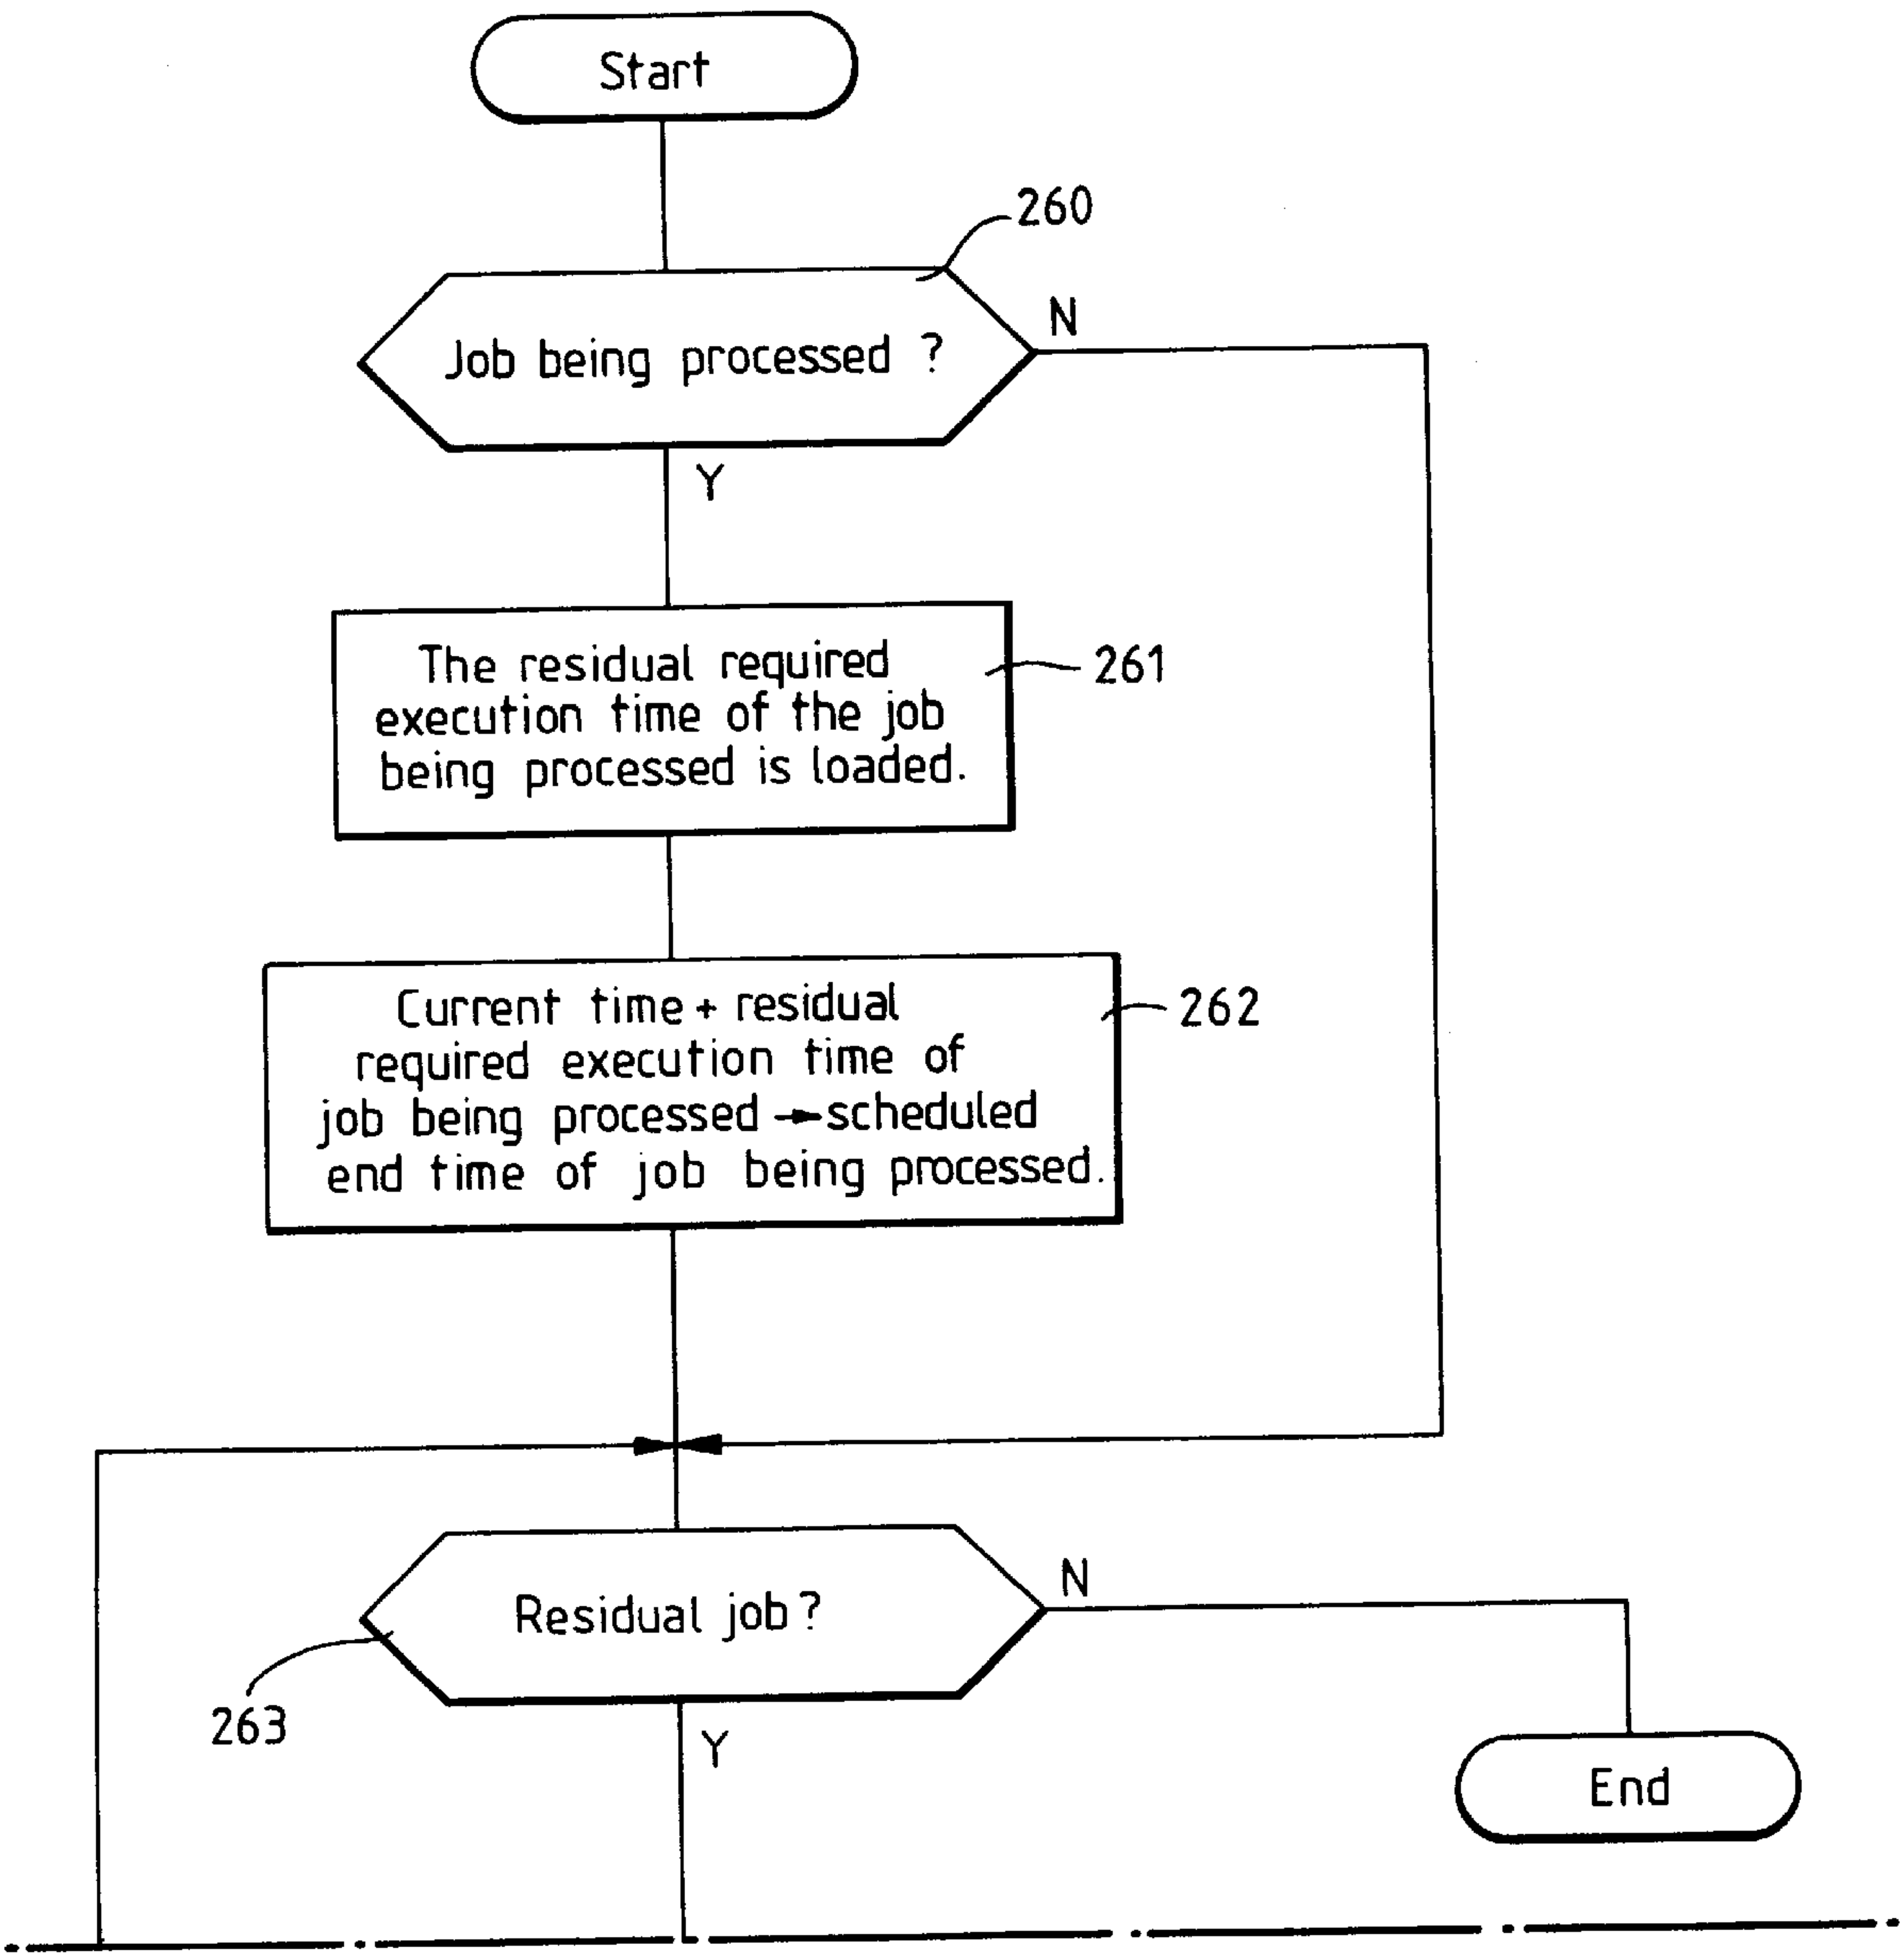 Start
260
N
Job being processed ?
Y
The residual required
execution time of the job
being processed is loaded.
261
Current time + residual
required execution time of
job being processed → scheduled
end time of job being processed.
262
N
Residual job ?
263
Y
End